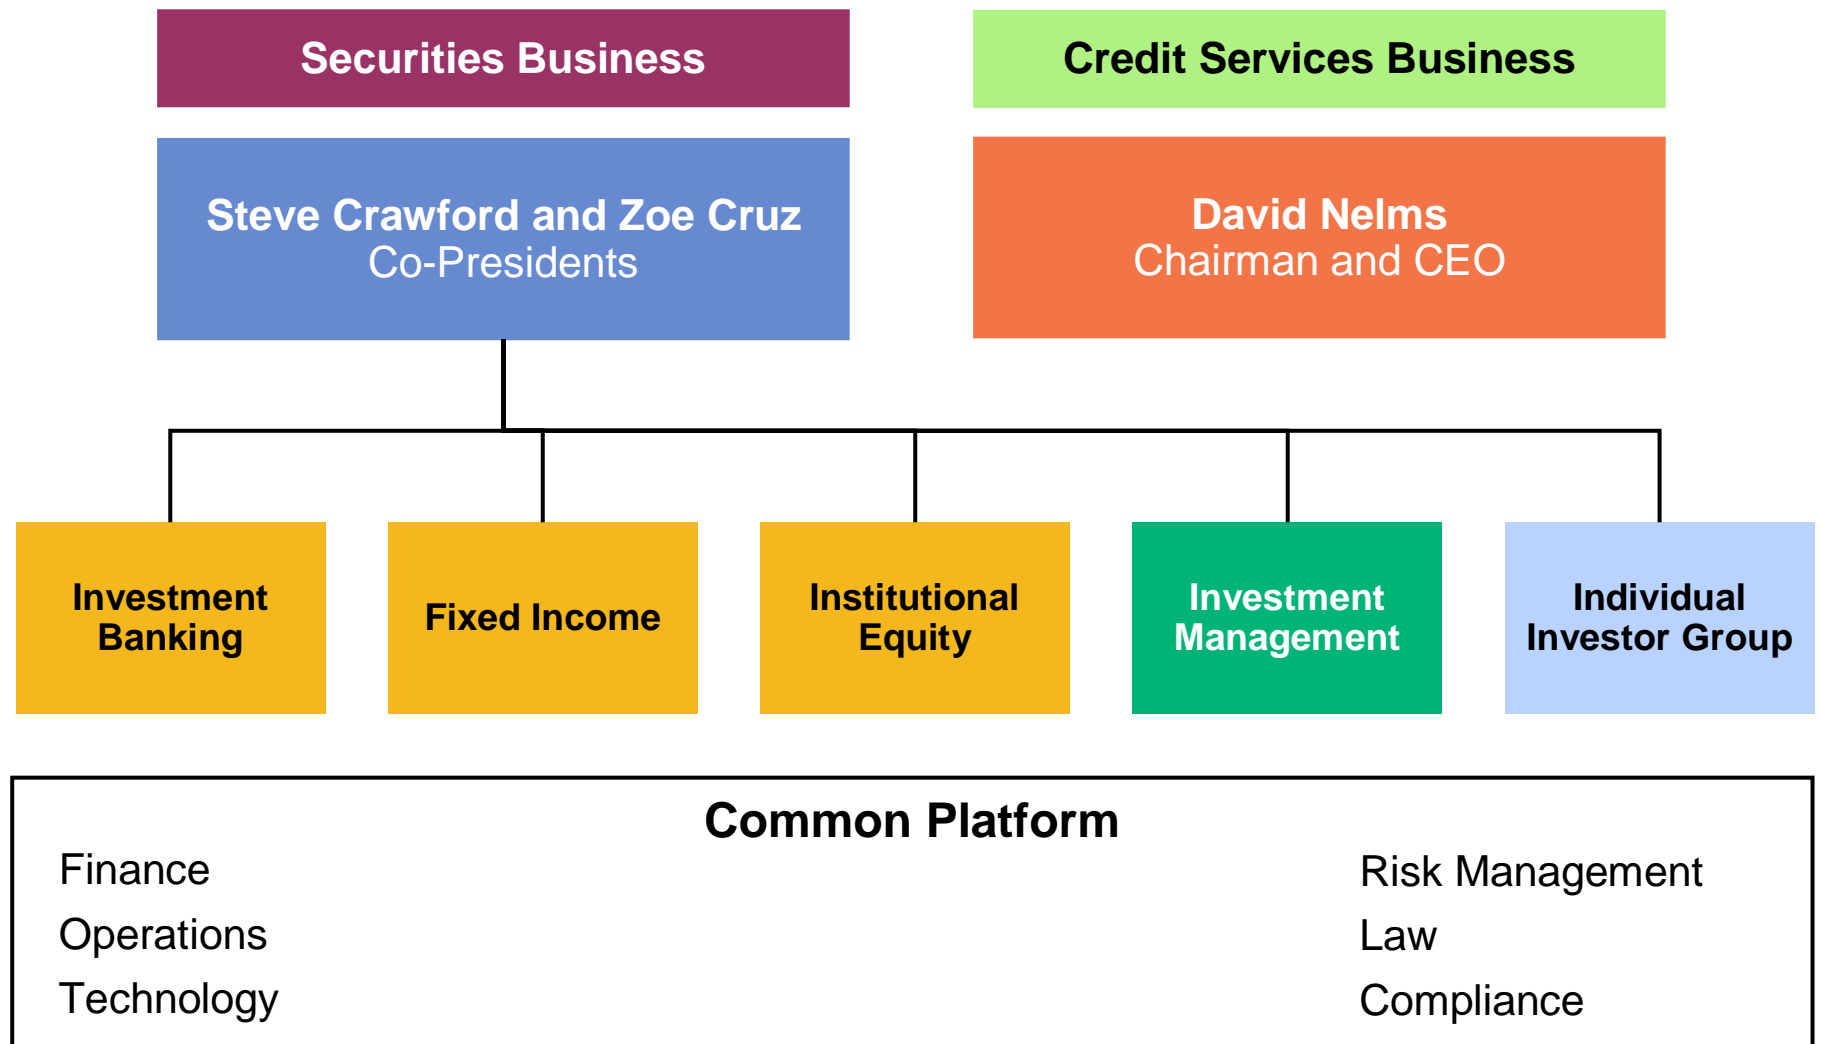 Securities Business
Credit Services Business
Steve Crawford and Zoe Cruz
Co-Presidents
David Nelms
Chairman and CEO
Investment
Banking
Fixed Income
Institutional
Equity
Investment
Management
Individual
Investor Group
Common Platform
Finance
Operations
Technology
Risk Management
Law
Compliance